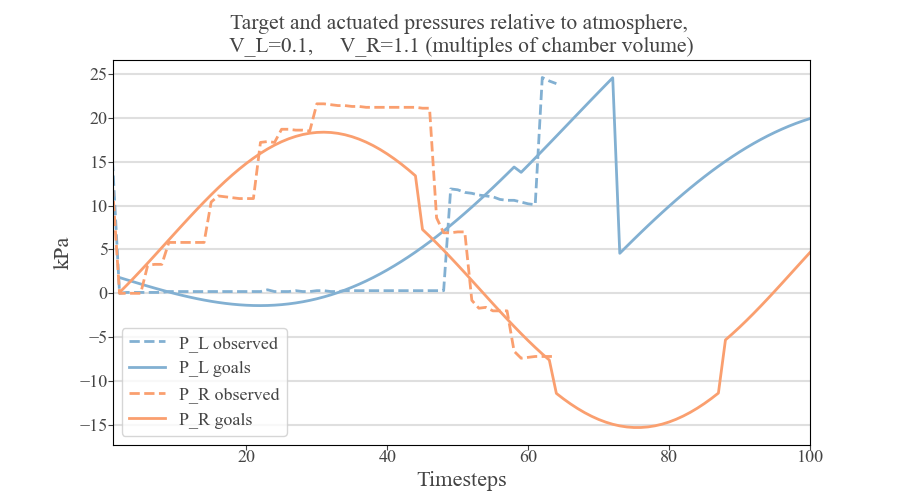 Target and actuated pressures relative to atmosphere,
V_L=0.1, V_R=1.1 (multiples of chamber volume)
25
20
15
10
5
0
−5
−10
−15
kPa
P_L observed
P_L goals
P_R observed
P_R goals
20 40 60 80 100
Timesteps